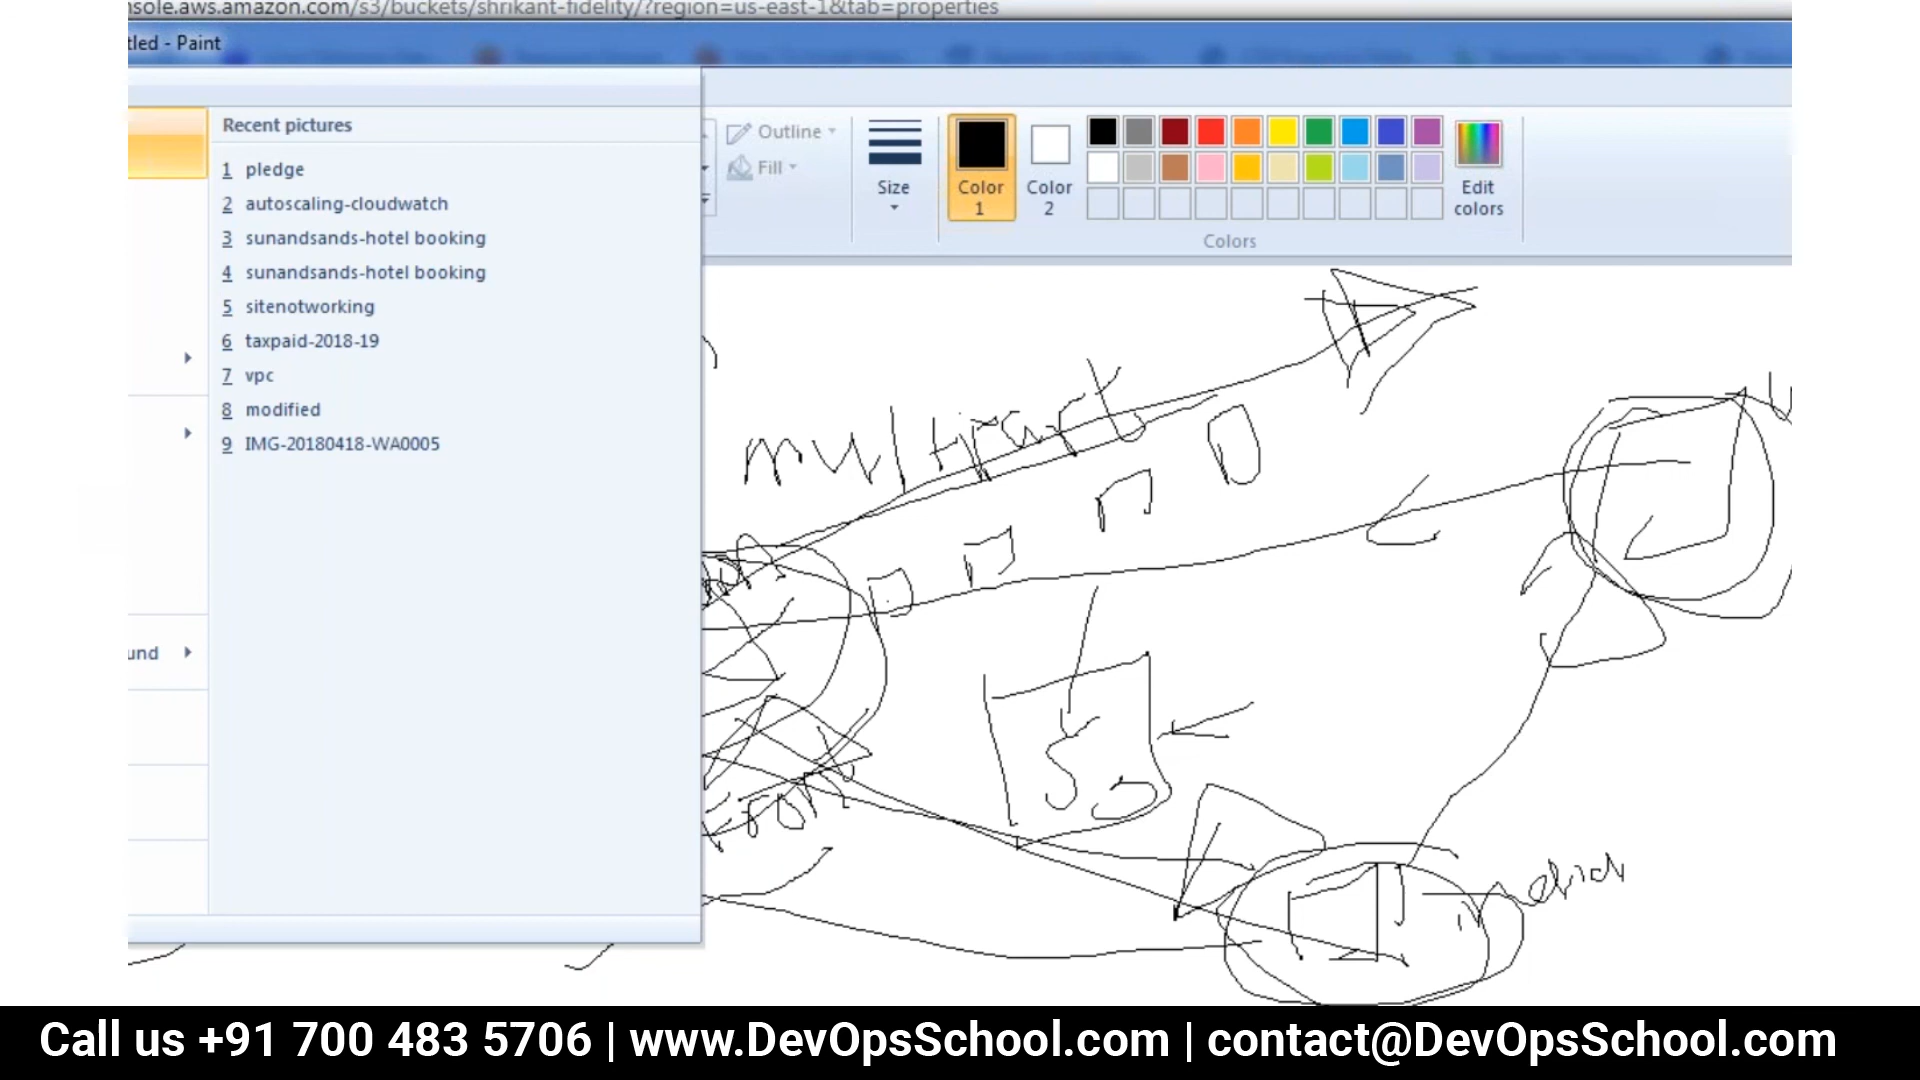 nsole.aws.amazon.com/s3/buckets/shrikant-fidelity/?region=us-east-1&tab=properties
tled - Paint
Recent pictures
1 pledge
2 autoscaling-cloudwatch
3 sunandsands-hotel booking
4 sunandsands-hotel booking
5 sitenotworking
6 taxpaid-2018-19
7 vpc
8 modified
9 IMG-20180418-WA0005
und
Outline
Fill
Size
Color 1
Color 2
Edit colors
Colors
multipart
Call us +91 700 483 5706 | www.DevOpsSchool.com | contact@DevOpsSchool.com